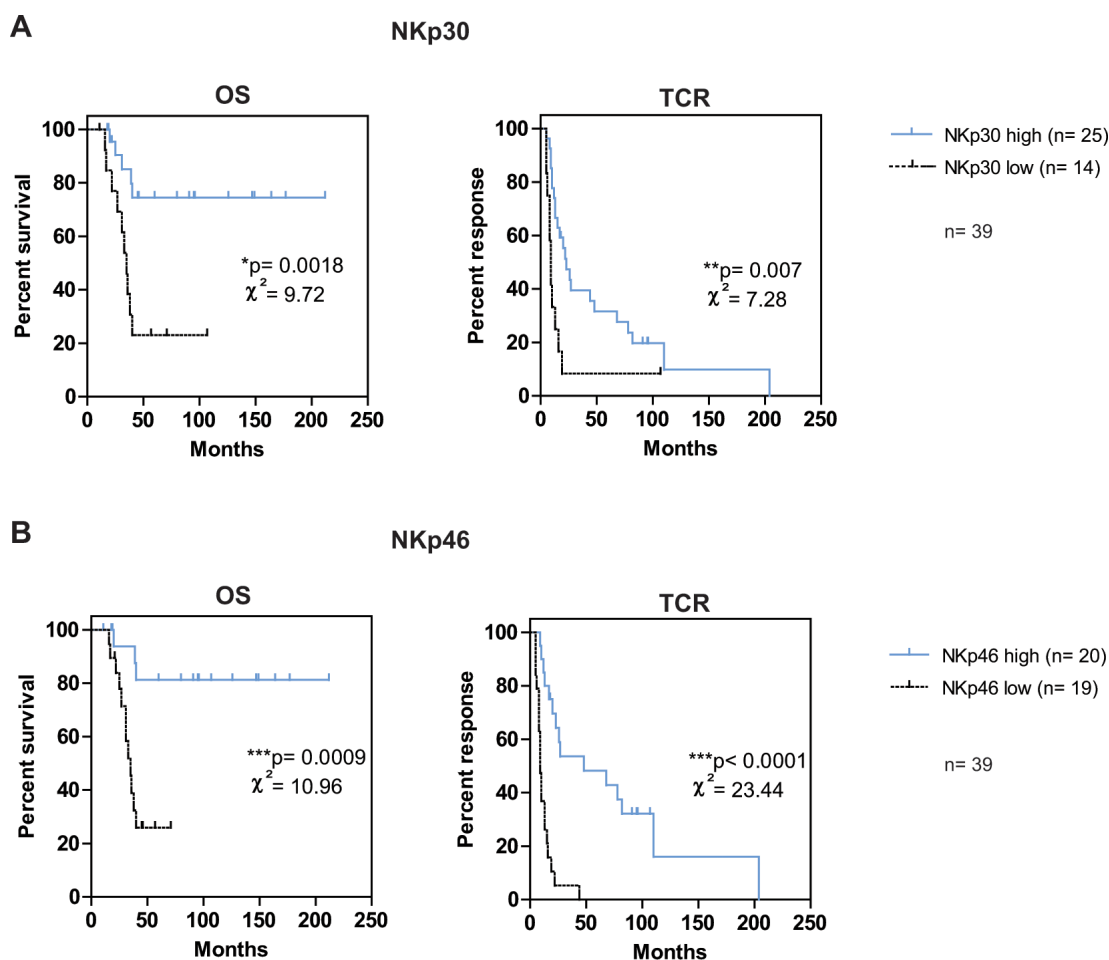 A
NKp30
OS
TCR
100
80
60
40
20
0
Percent survival
*p= 0.0018
χ²= 9.72
0 50 100 150 200 250
Months
100
80
60
40
20
0
Percent response
**p= 0.007
χ²= 7.28
0 50 100 150 200 250
Months
NKp30 high (n= 25)
NKp30 low (n= 14)
n= 39
B
NKp46
OS
TCR
100
80
60
40
20
0
Percent survival
***p= 0.0009
χ²= 10.96
0 50 100 150 200 250
Months
100
80
60
40
20
0
Percent response
***p< 0.0001
χ²= 23.44
0 50 100 150 200 250
Months
NKp46 high (n= 20)
NKp46 low (n= 19)
n= 39